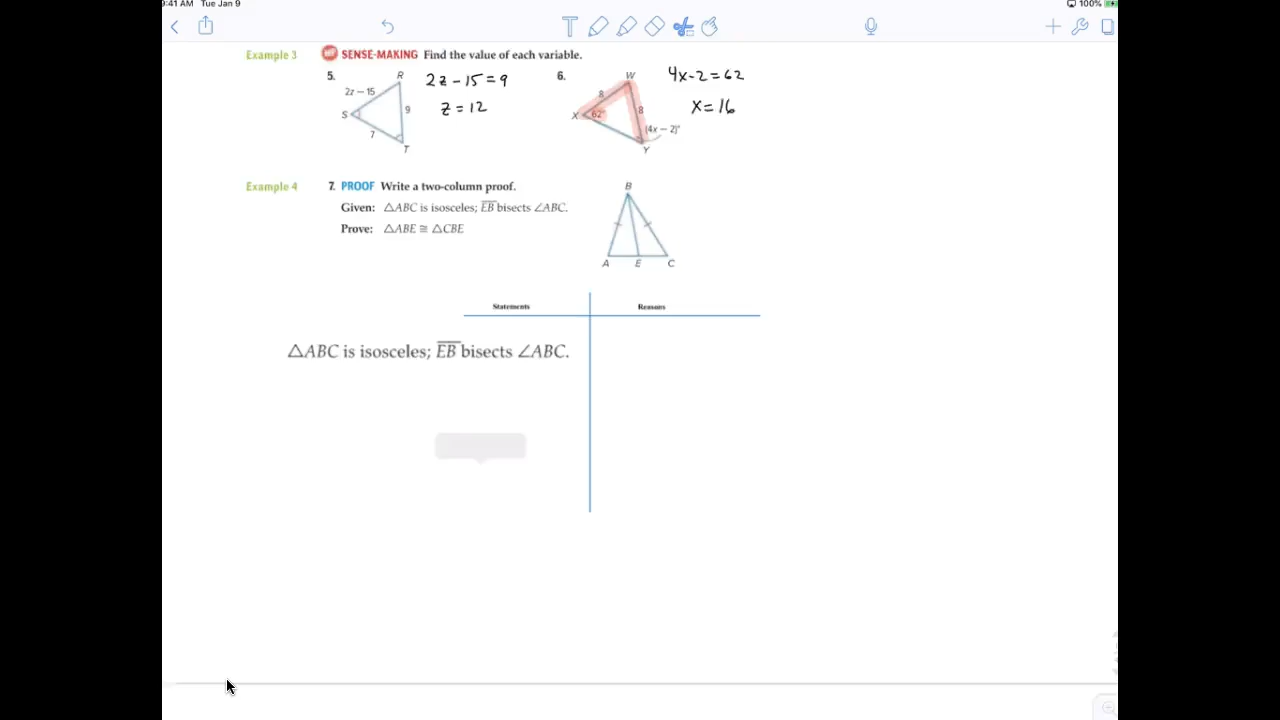 9:41 AM Tue Jan 9 100%
Example 3 SENSE-MAKING Find the value of each variable.
5. R 2z − 15 = 9
2z − 15
S 9
z = 12
7
T
6. W 4x - 2 = 62
8
X 62° 8
x = 16
(4x − 2)°
Y
Example 4 7. PROOF Write a two-column proof.
Given: △ABC is isosceles; EB bisects ∠ABC.
Prove: △ABE ≅ △CBE
B
A E C
Statements Reasons
△ABC is isosceles; EB bisects ∠ABC.